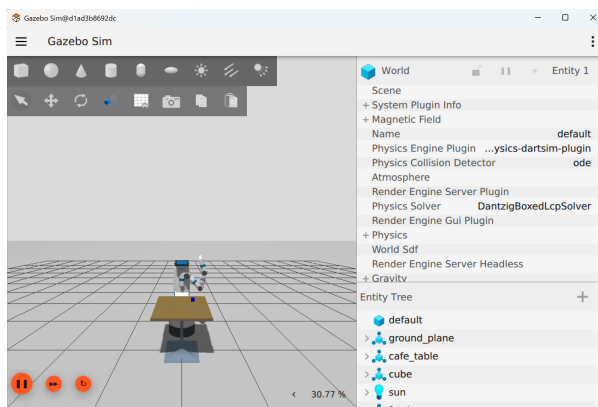 Gazebo Sim@d1ad3b8692dc
Gazebo Sim
World
Entity 1
Scene
+ System Plugin Info
+ Magnetic Field
Name default
Physics Engine Plugin ...ysics-dartsim-plugin
Physics Collision Detector ode
Atmosphere
Render Engine Server Plugin
Physics Solver DantzigBoxedLcpSolver
Render Engine Gui Plugin
+ Physics
World Sdf
Render Engine Server Headless
+ Gravity
Entity Tree
default
ground_plane
cafe_table
cube
sun
30.77 %